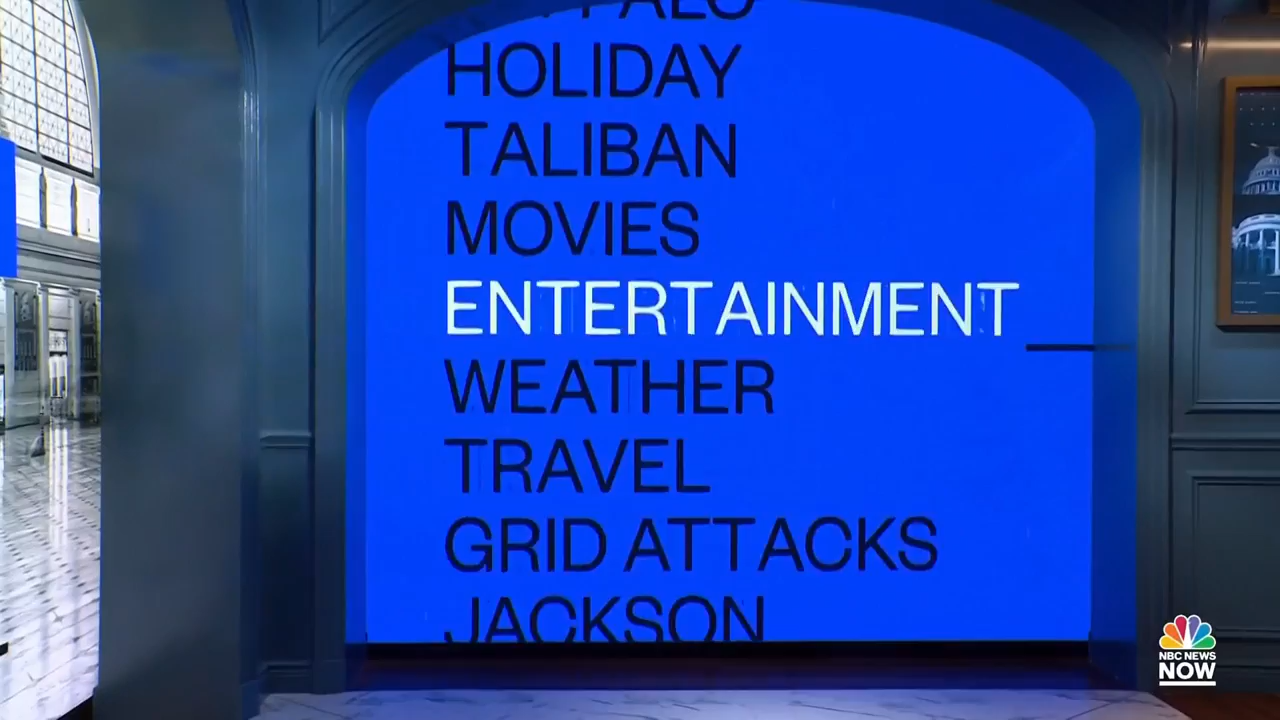 HOLIDAY
TALIBAN
MOVIES
ENTERTAINMENT
WEATHER
TRAVEL
GRID ATTACKS
JACKSON
NBC NEWS
NOW